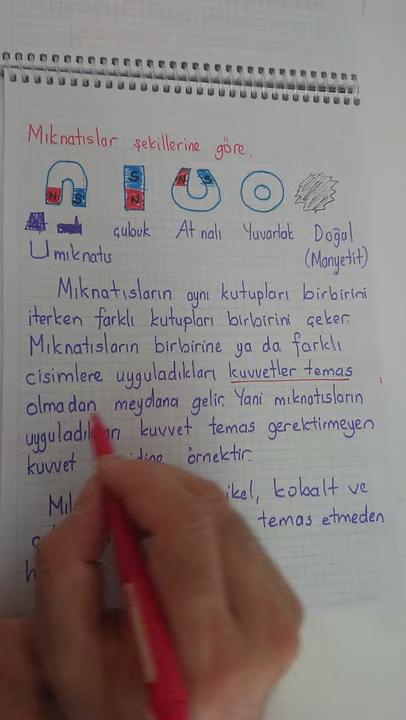 Mıknatıslar şekillerine göre,
N S S N N S
U mıknatıs çubuk At nalı Yuvarlak Doğal
(Manyetit)
Mıknatısların aynı kutupları birbirini
iterken farklı kutupları birbirini çeker.
Mıknatısların birbirine ya da farklı
cisimlere uyguladıkları kuvvetler temas
olmadan meydana gelir. Yani mıknatısların
uyguladıkları kuvvet temas gerektirmeyen
kuvvet örnektir.
kobalt ve
temas etmeden